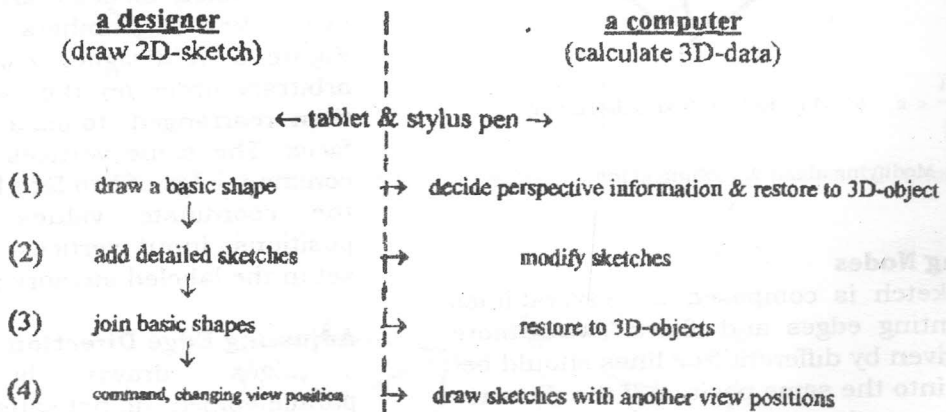 a designer
a computer
(draw 2D-sketch)
(calculate 3D-data)
← tablet & stylus pen →
(1) draw a basic shape → decide perspective information & restore to 3D-object
↓
(2) add detailed sketches → modify sketches
↓
(3) join basic shapes → restore to 3D-objects
↓
(4) command, changing view position → draw sketches with another view positions